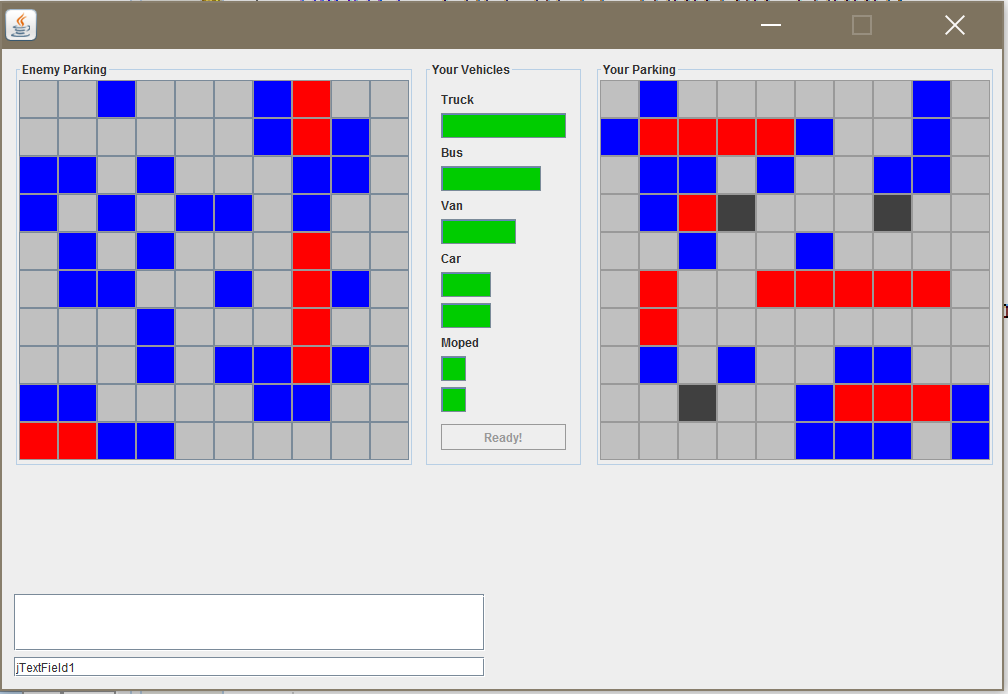 Enemy Parking
Your Vehicles
Your Parking
Truck
Bus
Van
Car
Moped
Ready!
jTextField1